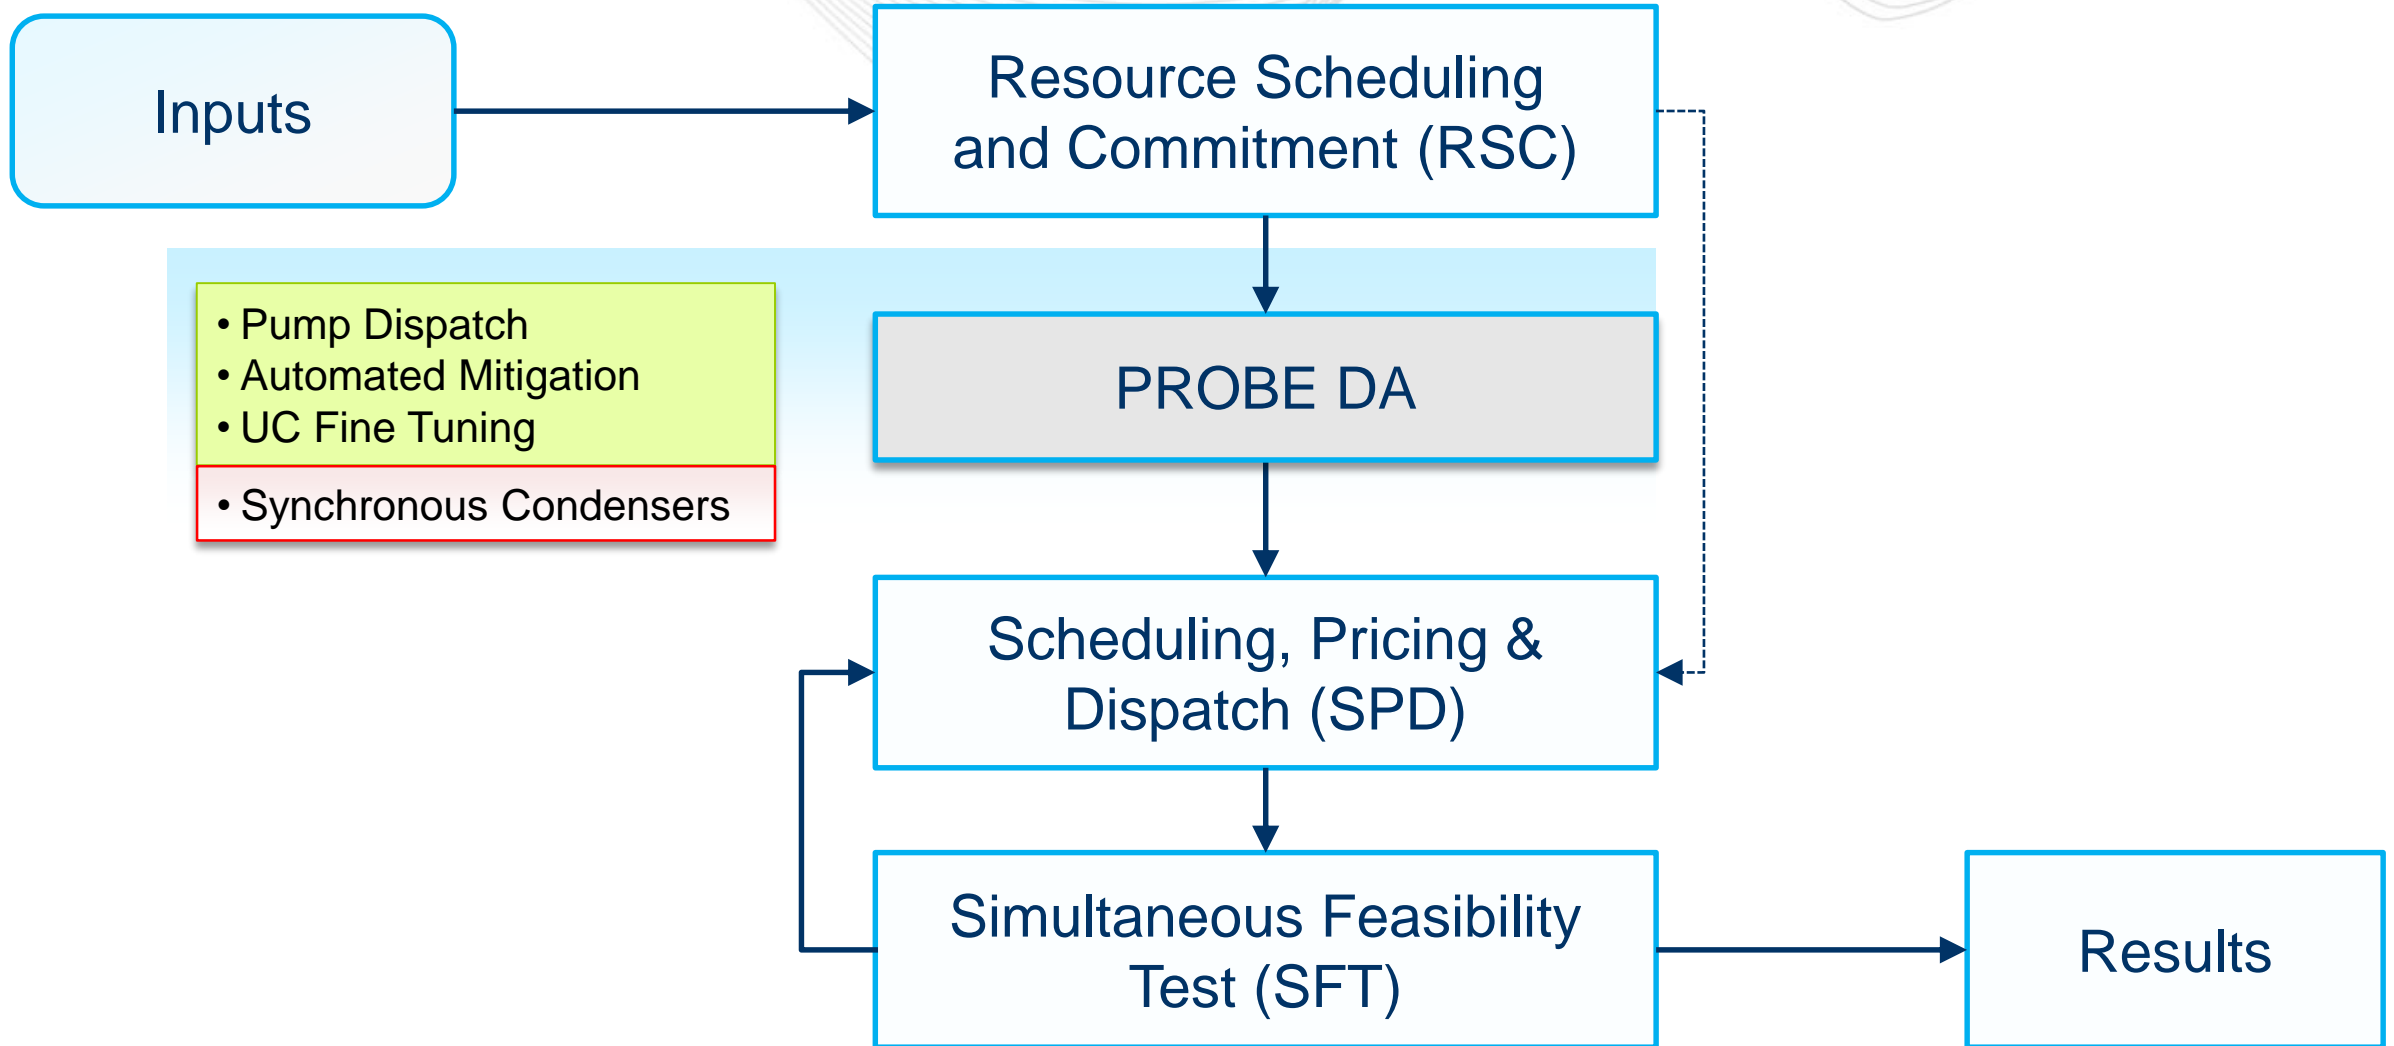 Inputs
Resource Scheduling
and Commitment (RSC)
• Pump Dispatch
• Automated Mitigation
• UC Fine Tuning
• Synchronous Condensers
PROBE DA
Scheduling, Pricing &
Dispatch (SPD)
Simultaneous Feasibility
Test (SFT)
Results